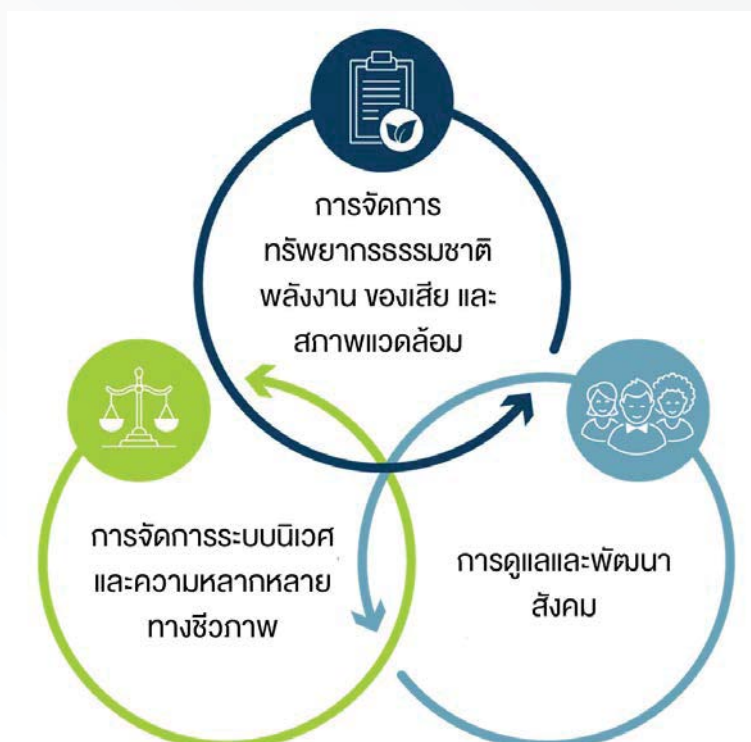 การจัดการ
ทรัพยากรธรรมชาติ
พลังงาน ของเสีย และ
สภาพแวดล้อม
การจัดการระบบนิเวศ
และความหลากหลาย
ทางชีวภาพ
การดูแลและพัฒนา
สังคม